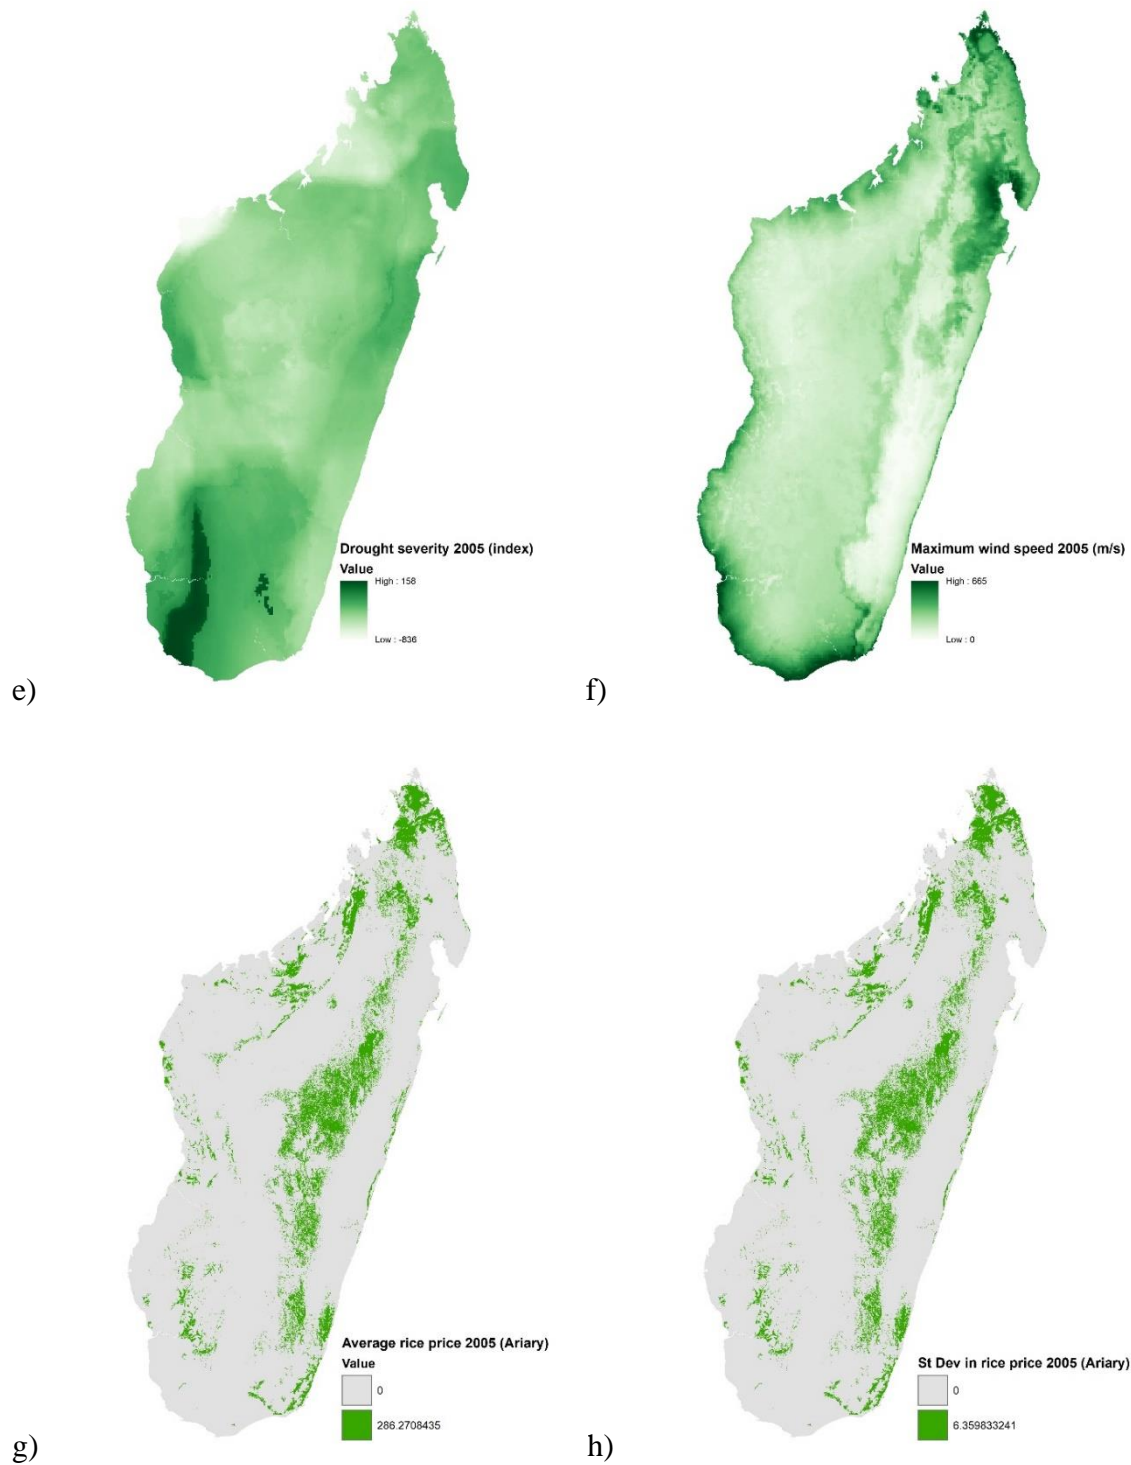 Drought severity 2005 (index)
Value
High : 158
Low : -836
e)
Maximum wind speed 2005 (m/s)
Value
High : 665
Low : 0
f)
Average rice price 2005 (Ariary)
Value
0
286.2708435
g)
St Dev in rice price 2005 (Ariary)
0
6.359833241
h)